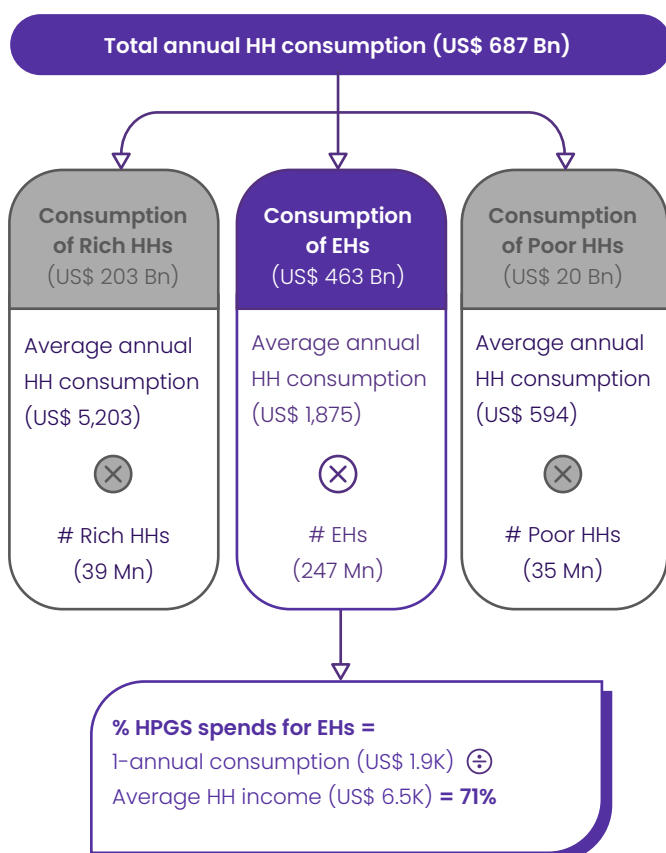 Total annual HH consumption (US$ 687 Bn)
Consumption
of Rich HHs
(US$ 203 Bn)
Average annual
HH consumption
(US$ 5,203)
# Rich HHs
(39 Mn)
Consumption
of EHs
(US$ 463 Bn)
Average annual
HH consumption
(US$ 1,875)
# EHs
(247 Mn)
Consumption
of Poor HHs
(US$ 20 Bn)
Average annual
HH consumption
(US$ 594)
# Poor HHs
(35 Mn)
% HPGS spends for EHs =
1-annual consumption (US$ 1.9K) ÷
Average HH income (US$ 6.5K) = 71%